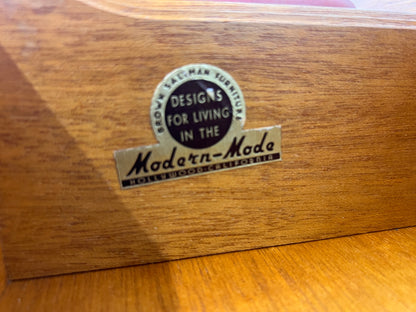 BROWN SALTMAN FURNITURE
DESIGNS
FOR LIVING
IN THE
Modern-Mode
HOLLYWOOD·CALIFORNIA